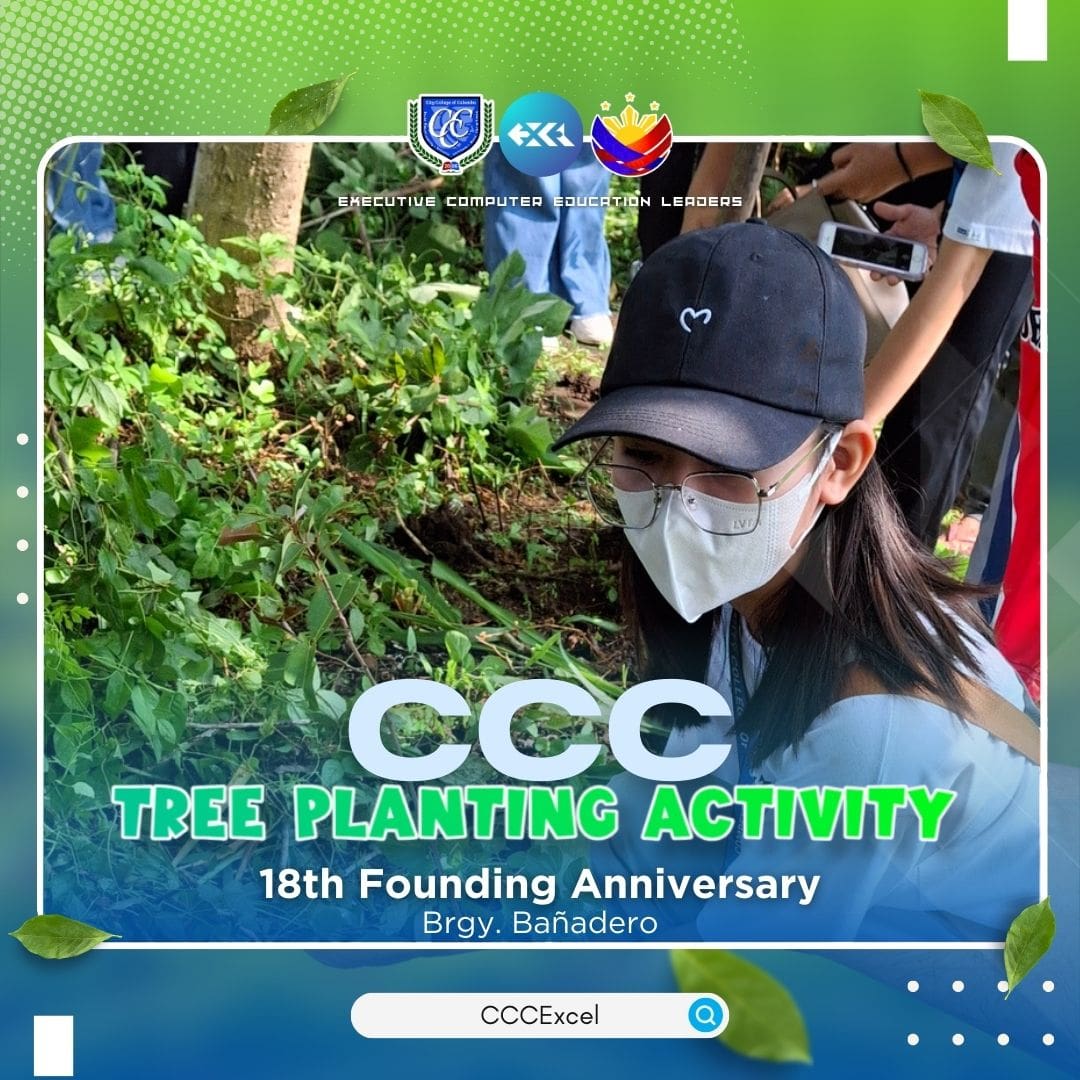 City College of Calamba
CCC
EXCL
EXECUTIVE COMPUTER EDUCATION LEADERS
CCC
TREE PLANTING ACTIVITY
18th Founding Anniversary
Brgy. Bañadero
CCCExcel